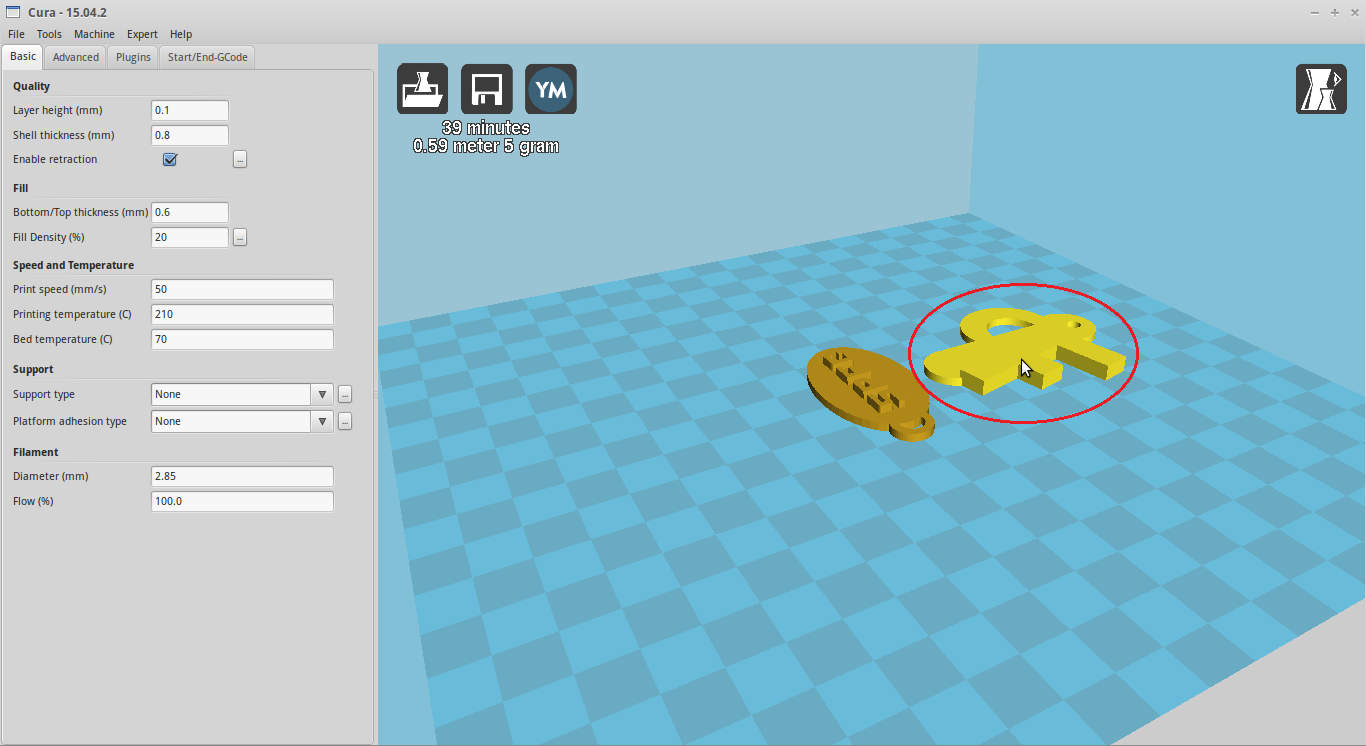 Cura - 15.04.2
File Tools Machine Expert Help
Basic Advanced Plugins Start/End-GCode
Quality
Layer height (mm) 0.1
Shell thickness (mm) 0.8
Enable retraction ...
Fill
Bottom/Top thickness (mm) 0.6
Fill Density (%) 20 ...
Speed and Temperature
Print speed (mm/s) 50
Printing temperature (C) 210
Bed temperature (C) 70
Support
Support type None ...
Platform adhesion type None ...
Filament
Diameter (mm) 2.85
Flow (%) 100.0
YM
39 minutes
0.59 meter 5 gram